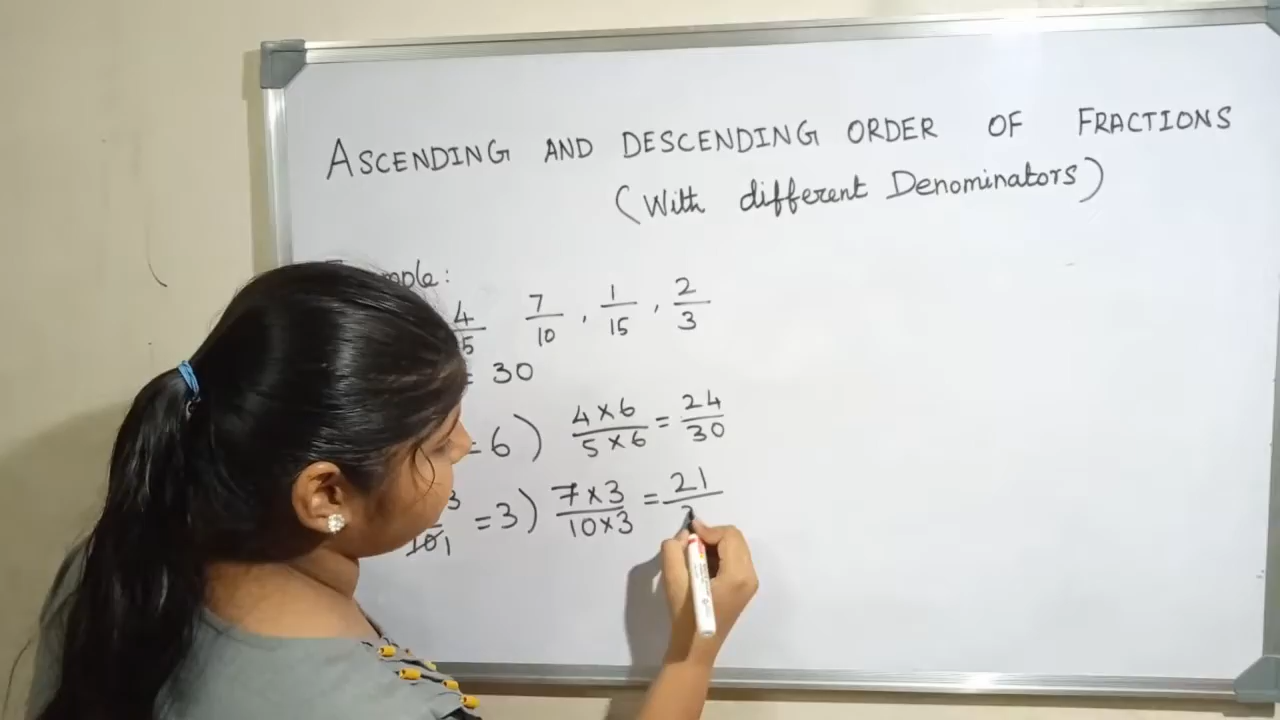 ASCENDING AND DESCENDING ORDER OF FRACTIONS
(With different Denominators)
4/5 7/10 , 1/15 , 2/3
= 30
= 6) 4 × 6 / 5 × 6 = 24/30
3 / 10 1 = 3) 7 × 3 / 10 × 3 = 21/